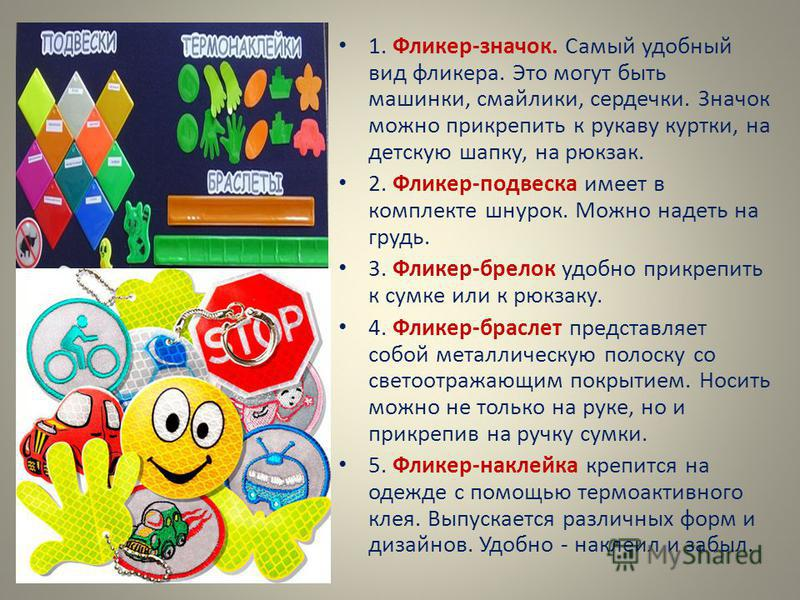 ПОДВЕСКИ
ТЕРМОНАКЛЕЙКИ
БРАСЛЕТЫ
STOP
• 1. Фликер-значок. Самый удобный
вид фликера. Это могут быть
машинки, смайлики, сердечки. Значок
можно прикрепить к рукаву куртки, на
детскую шапку, на рюкзак.
• 2. Фликер-подвеска имеет в
комплекте шнурок. Можно надеть на
грудь.
• 3. Фликер-брелок удобно прикрепить
к сумке или к рюкзаку.
• 4. Фликер-браслет представляет
собой металлическую полоску со
светоотражающим покрытием. Носить
можно не только на руке, но и
прикрепив на ручку сумки.
• 5. Фликер-наклейка крепится на
одежде с помощью термоактивного
клея. Выпускается различных форм и
дизайнов. Удобно - наклеил и забыл.
MyShared